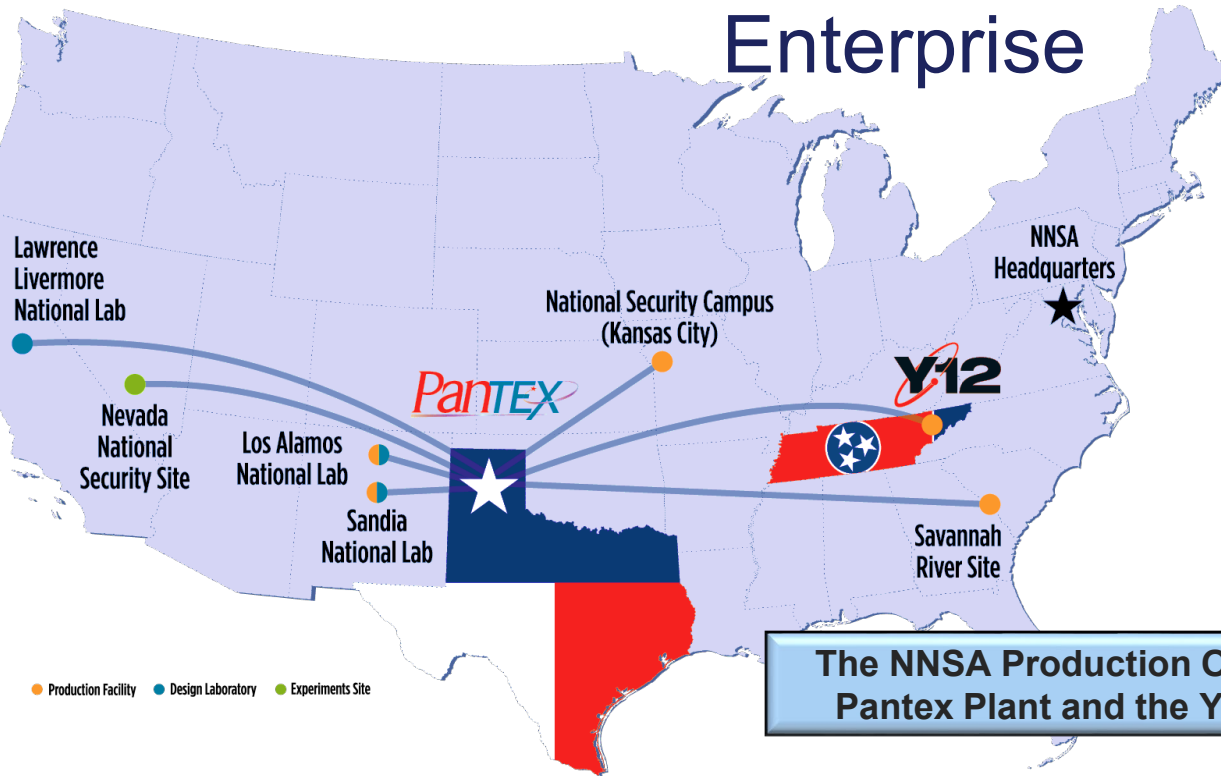 Enterprise
Lawrence
Livermore
National Lab
NNSA
Headquarters
National Security Campus
(Kansas City)
Y-12
PANTEX
Nevada
National
Security Site
Los Alamos
National Lab
Sandia
National Lab
Savannah
River Site
The NNSA Production O
Pantex Plant and the Y
Production Facility
Design Laboratory
Experiments Site